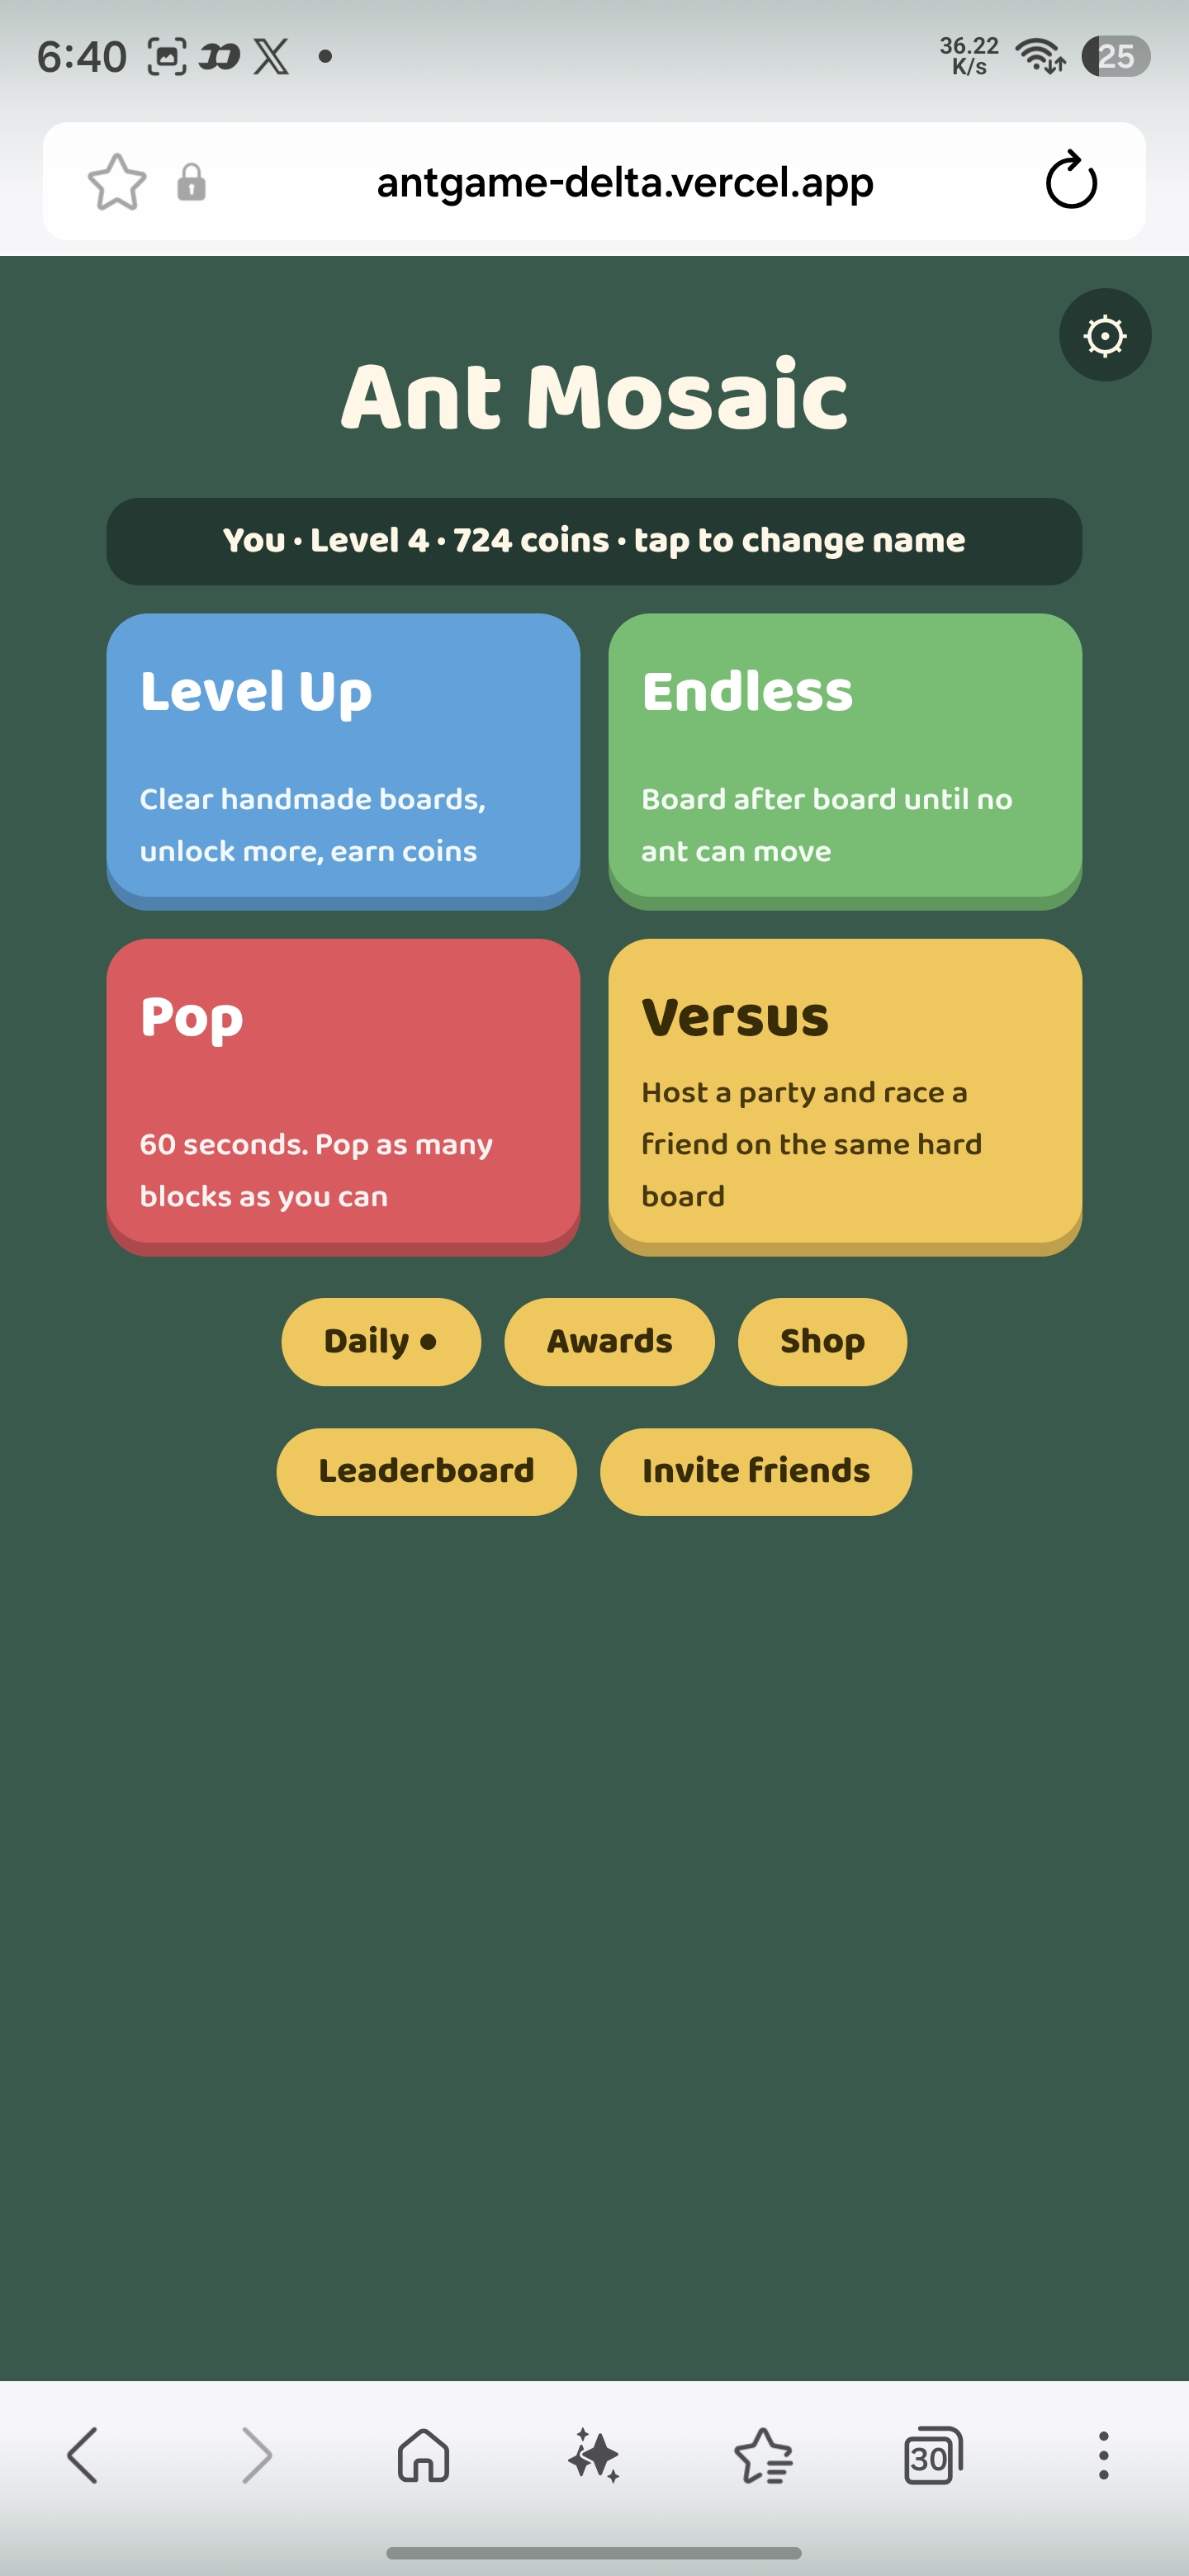 6:40
36.22
K/s
25
antgame-delta.vercel.app
Ant Mosaic
You · Level 4 · 724 coins · tap to change name
Level Up
Clear handmade boards,
unlock more, earn coins
Endless
Board after board until no
ant can move
Pop
60 seconds. Pop as many
blocks as you can
Versus
Host a party and race a
friend on the same hard
board
Daily •
Awards
Shop
Leaderboard
Invite friends
30